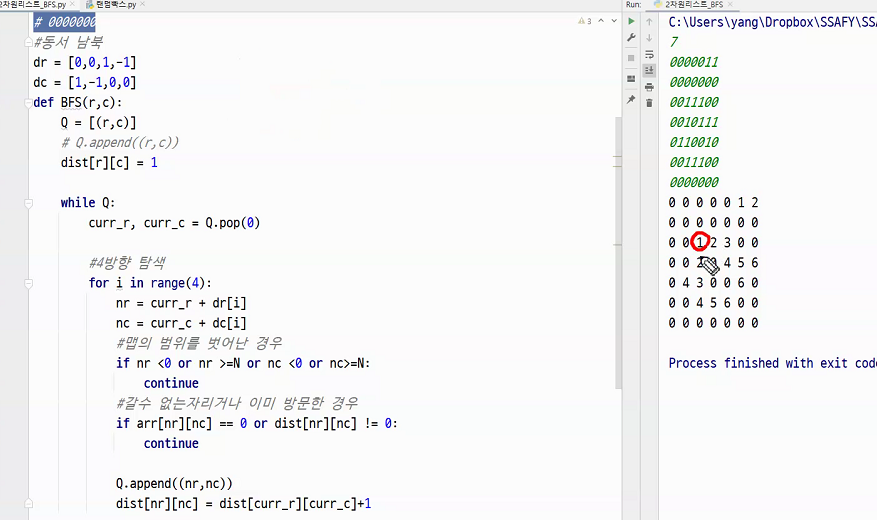 2차원리스트_BFS.py
랜덤빡스.py
Run:
2차원리스트_BFS
# 0000000
#동서 남북
dr = [0,0,1,-1]
dc = [1,-1,0,0]
def BFS(r,c):
Q = [(r,c)]
# Q.append((r,c))
dist[r][c] = 1
while Q:
curr_r, curr_c = Q.pop(0)
#4방향 탐색
for i in range(4):
nr = curr_r + dr[i]
nc = curr_c + dc[i]
#맵의 범위를 벗어난 경우
if nr <0 or nr >=N or nc <0 or nc>=N:
continue
#갈수 없는자리거나 이미 방문한 경우
if arr[nr][nc] == 0 or dist[nr][nc] != 0:
continue
Q.append((nr,nc))
dist[nr][nc] = dist[curr_r][curr_c]+1
3
C:\Users\yang\Dropbox\SSAFY\SS
7
0000011
0000000
0011100
0010111
0110010
0011100
0000000
0 0 0 0 0 1 2
0 0 0 0 0 0 0
0 0 1 2 3 0 0
0 0 2 3 4 5 6
0 4 3 0 0 6 0
0 0 4 5 6 0 0
0 0 0 0 0 0 0
Process finished with exit code